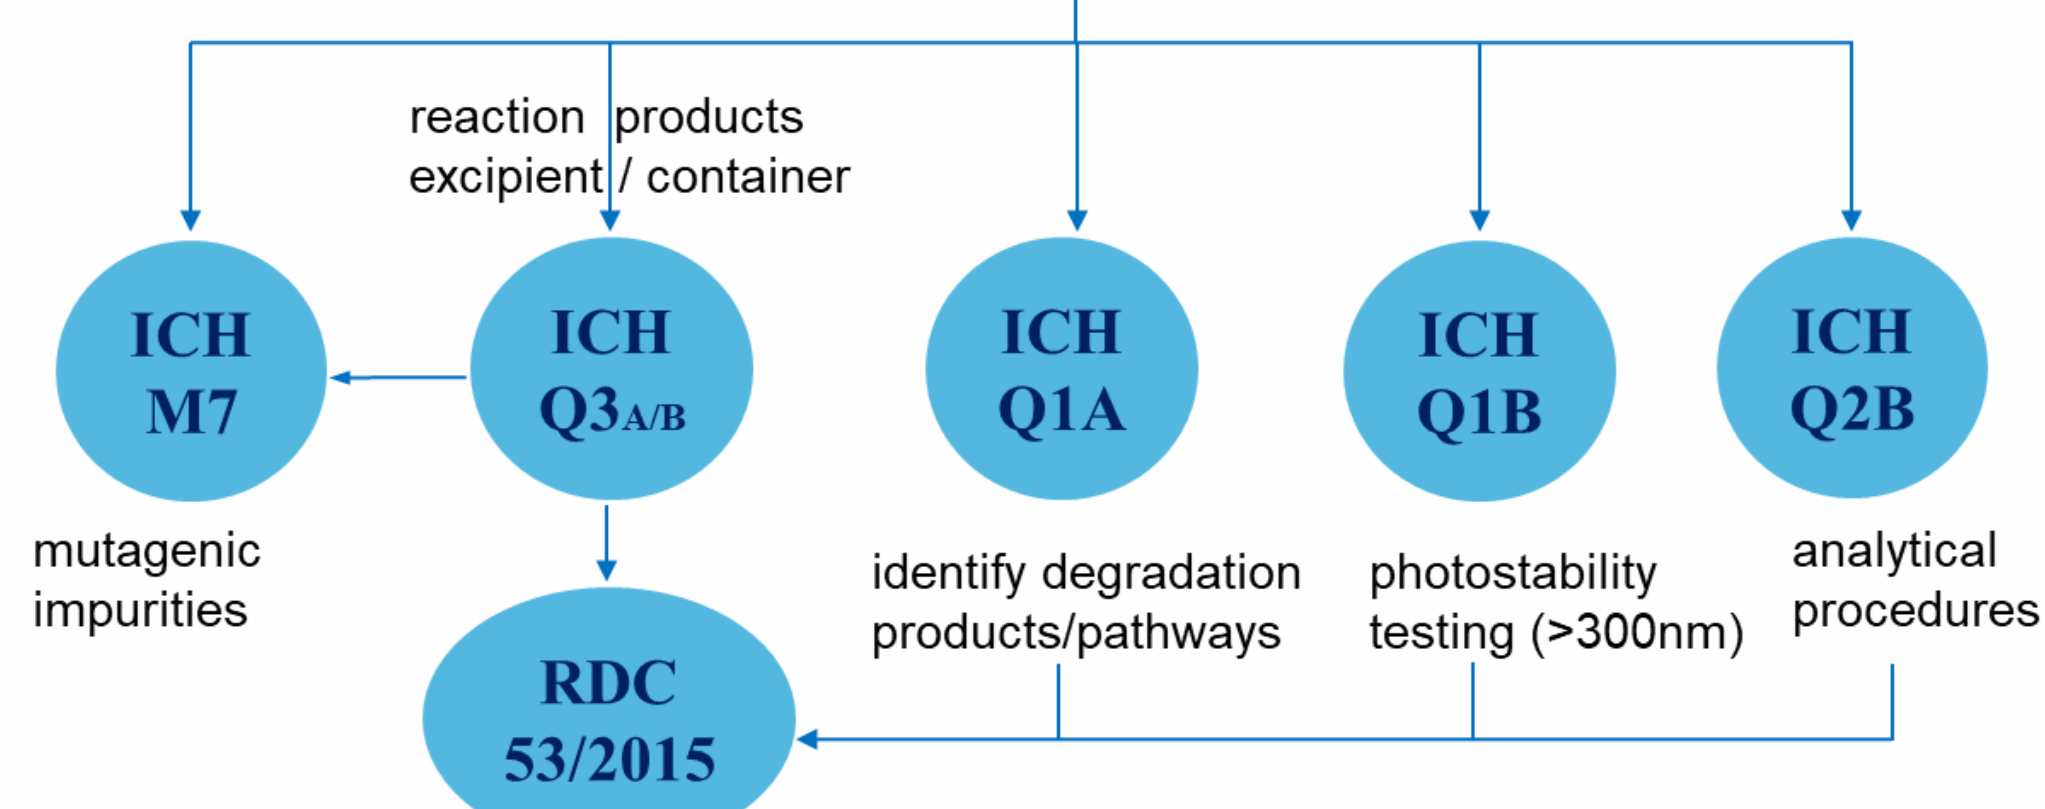 reaction products
excipient / container
ICH
M7
ICH
Q3A/B
ICH
Q1A
ICH
Q1B
ICH
Q2B
mutagenic
impurities
identify degradation
products/pathways
photostability
testing (>300nm)
analytical
procedures
RDC
53/2015